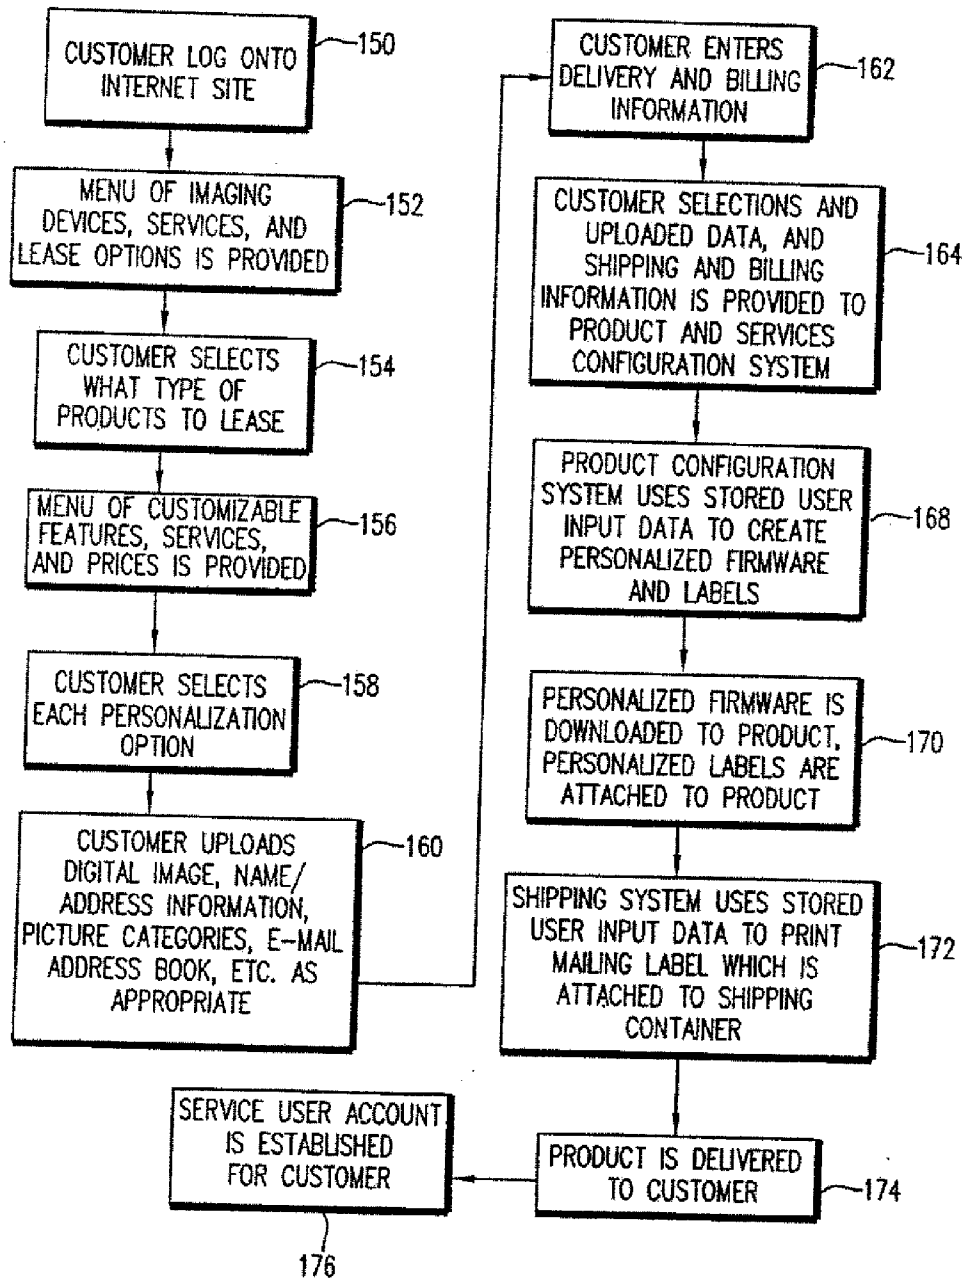 CUSTOMER LOG ONTO
INTERNET SITE
150
MENU OF IMAGING
DEVICES, SERVICES, AND
LEASE OPTIONS IS PROVIDED
152
CUSTOMER SELECTS
WHAT TYPE OF
PRODUCTS TO LEASE
154
MENU OF CUSTOMIZABLE
FEATURES, SERVICES,
AND PRICES IS PROVIDED
156
CUSTOMER SELECTS
EACH PERSONALIZATION
OPTION
158
CUSTOMER UPLOADS
DIGITAL IMAGE, NAME/
ADDRESS INFORMATION,
PICTURE CATEGORIES, E-MAIL
ADDRESS BOOK, ETC. AS
APPROPRIATE
160
CUSTOMER ENTERS
DELIVERY AND BILLING
INFORMATION
162
CUSTOMER SELECTIONS AND
UPLOADED DATA, AND
SHIPPING AND BILLING
INFORMATION IS PROVIDED TO
PRODUCT AND SERVICES
CONFIGURATION SYSTEM
164
PRODUCT CONFIGURATION
SYSTEM USES STORED USER
INPUT DATA TO CREATE
PERSONALIZED FIRMWARE
AND LABELS
168
PERSONALIZED FIRMWARE IS
DOWNLOADED TO PRODUCT,
PERSONALIZED LABELS ARE
ATTACHED TO PRODUCT
170
SHIPPING SYSTEM USES STORED
USER INPUT DATA TO PRINT
MAILING LABEL WHICH IS
ATTACHED TO SHIPPING
CONTAINER
172
PRODUCT IS DELIVERED
TO CUSTOMER
174
SERVICE USER ACCOUNT
IS ESTABLISHED
FOR CUSTOMER
176